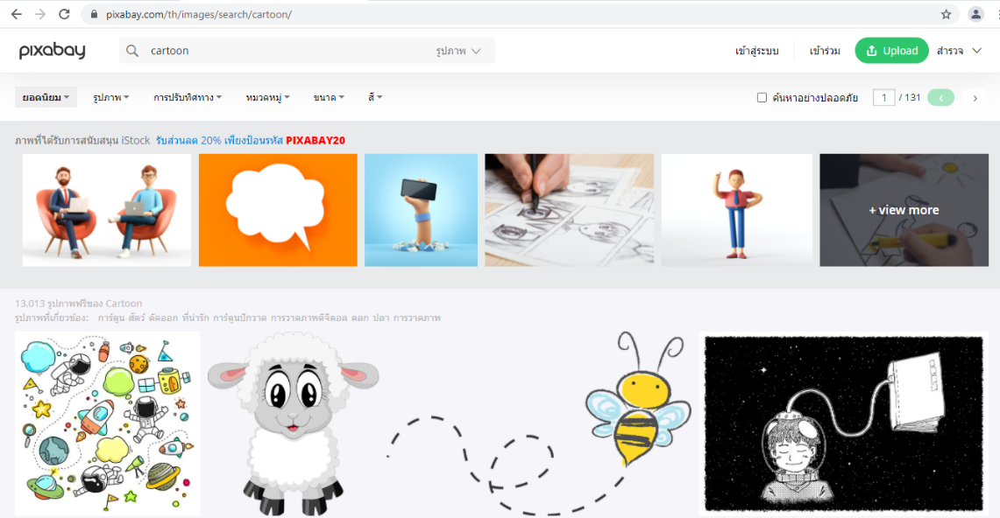 pixabay.com/th/images/search/cartoon/
pixabay cartoon รูปภาพ เข้าสู่ระบบ เข้าร่วม Upload สำรวจ
ยอดนิยม รูปภาพ การปรับทิศทาง หมวดหมู่ ขนาด สี ค้นหาอย่างปลอดภัย 1 / 131
ภาพที่ได้รับการสนับสนุน iStock รับส่วนลด 20% เพียงป้อนรหัส PIXABAY20
+ view more
13,013 รูปภาพฟรีของ Cartoon
รูปภาพที่เกี่ยวข้อง: การ์ตูน สัตว์ ตัดออก ที่น่ารัก การ์ตูนปักวาด การวาดภาพดิจิตอล ตลก ปลา การวาดภาพ